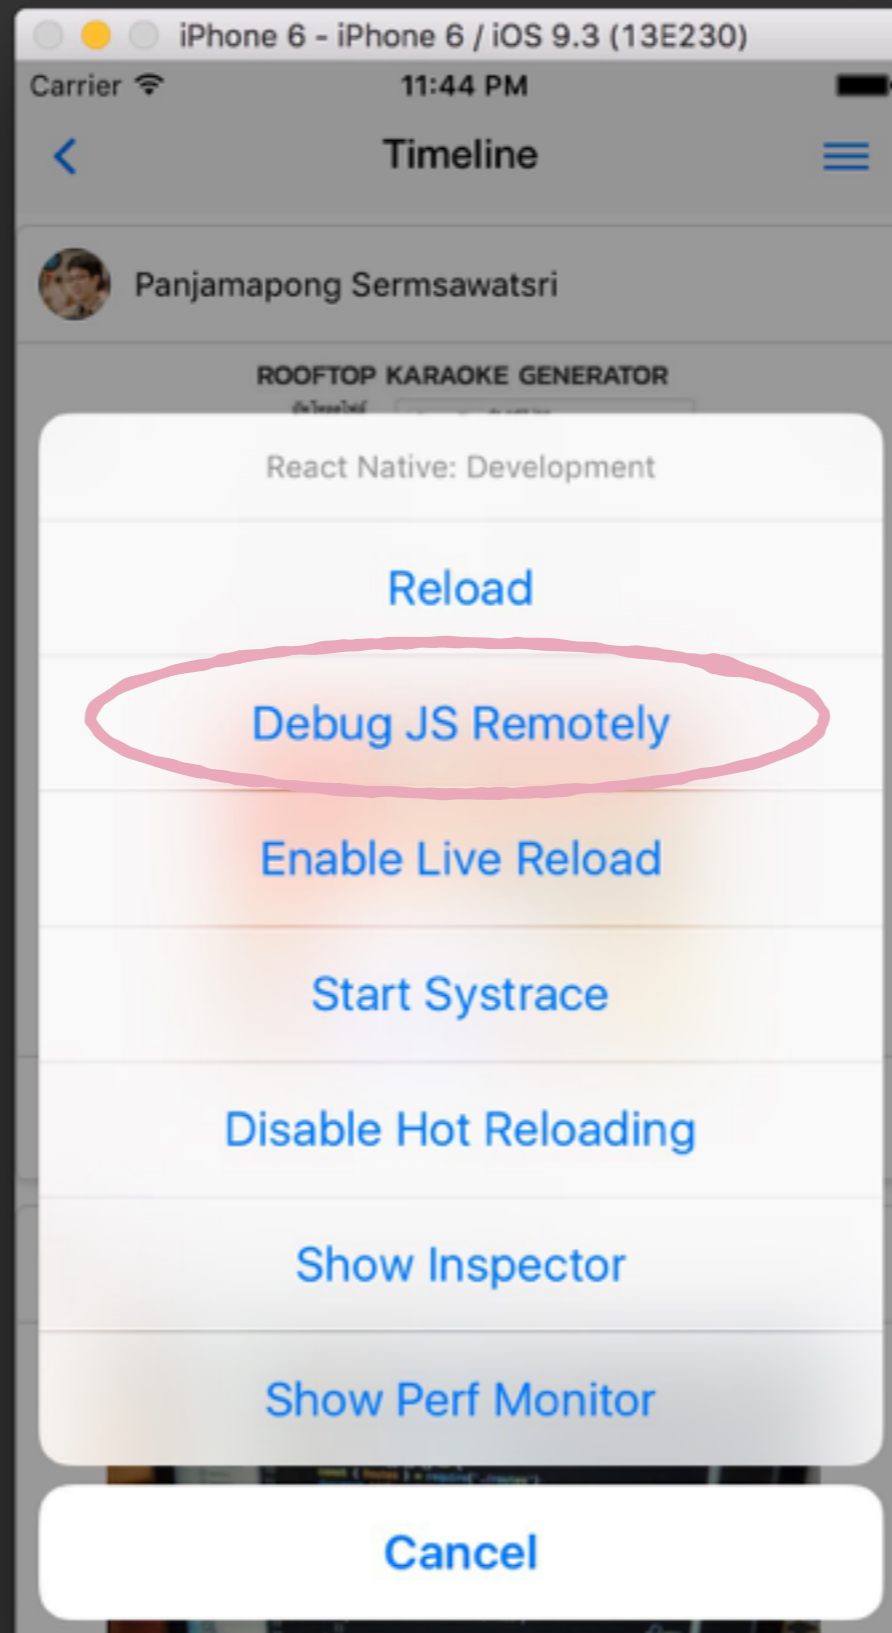 iPhone 6 - iPhone 6 / iOS 9.3 (13E230)
Carrier 11:44 PM
Timeline
Panjamapong Sermsawatsri
ROOFTOP KARAOKE GENERATOR
React Native: Development
Reload
Debug JS Remotely
Enable Live Reload
Start Systrace
Disable Hot Reloading
Show Inspector
Show Perf Monitor
Cancel